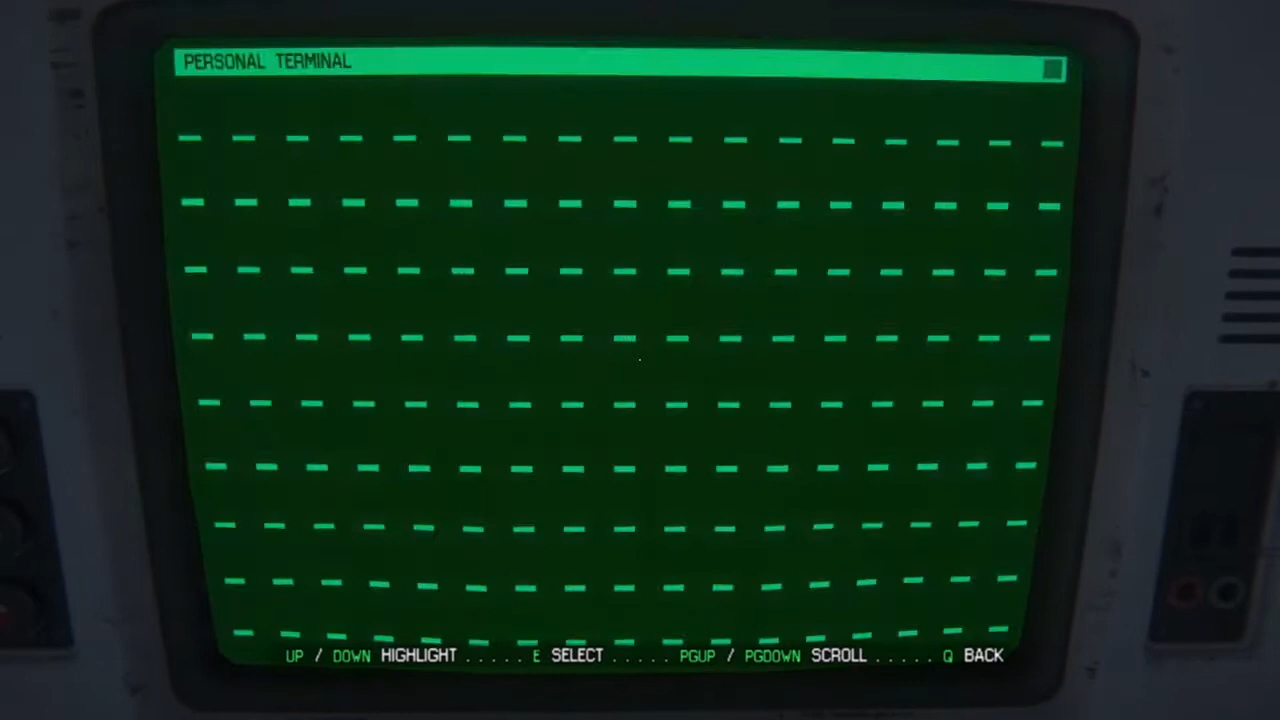 PERSONAL TERMINAL
UP / DOWN HIGHLIGHT ..... E SELECT ..... PGUP / PGDOWN SCROLL ..... Q BACK